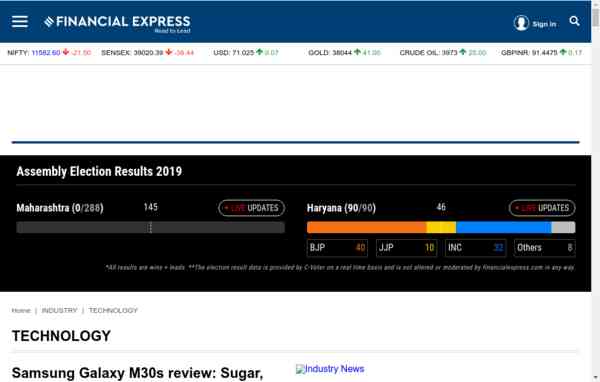 FINANCIAL EXPRESS
Read to Lead
Sign in
NIFTY: 11582.60 -21.50 SENSEX: 39020.39 -38.44 USD: 71.025 0.07 GOLD: 38044 41.00 CRUDE OIL: 3973 25.00 GBPINR: 91.4475 0.17
Assembly Election Results 2019
Maharashtra (0/288) 145 LIVE UPDATES
Haryana (90/90) 46 LIVE UPDATES
BJP 40 JJP 10 INC 32 Others 8
*All results are wins + leads. **The election result data is provided by C-Voter on a real time basis and is not altered or moderated by financialexpress.com in any way.
Home | INDUSTRY | TECHNOLOGY
TECHNOLOGY
Samsung Galaxy M30s review: Sugar,
Industry News